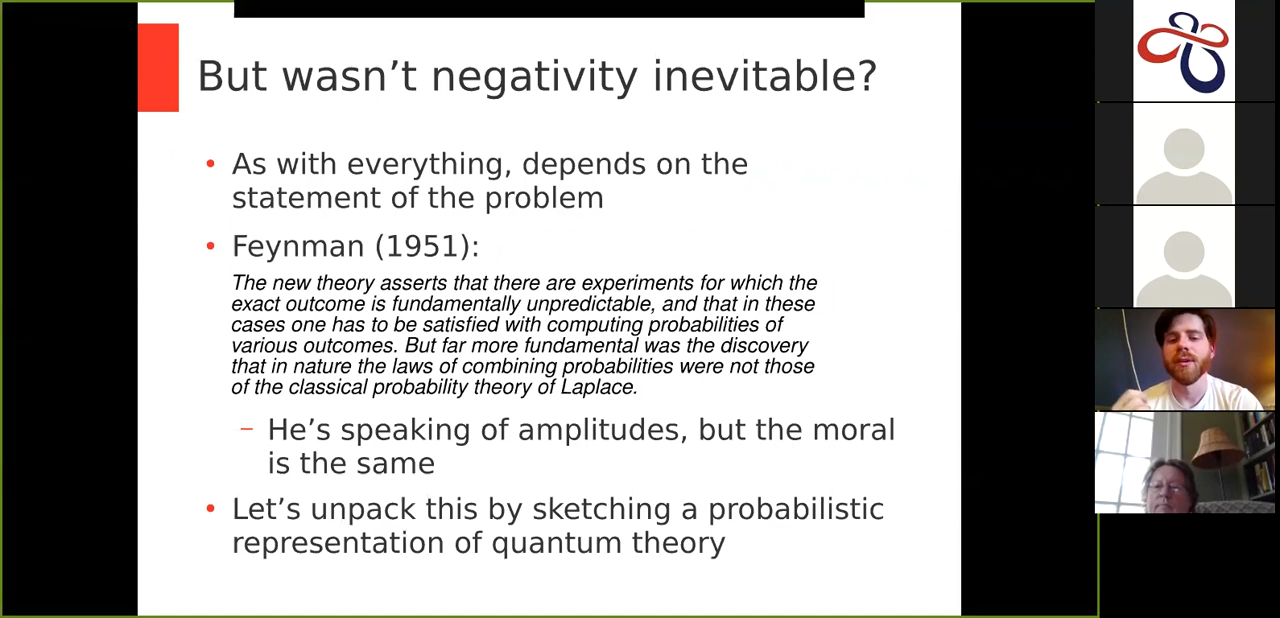 But wasn’t negativity inevitable?
• As with everything, depends on the
statement of the problem
• Feynman (1951):
The new theory asserts that there are experiments for which the
exact outcome is fundamentally unpredictable, and that in these
cases one has to be satisfied with computing probabilities of
various outcomes. But far more fundamental was the discovery
that in nature the laws of combining probabilities were not those
of the classical probability theory of Laplace.
– He’s speaking of amplitudes, but the moral
is the same
• Let’s unpack this by sketching a probabilistic
representation of quantum theory